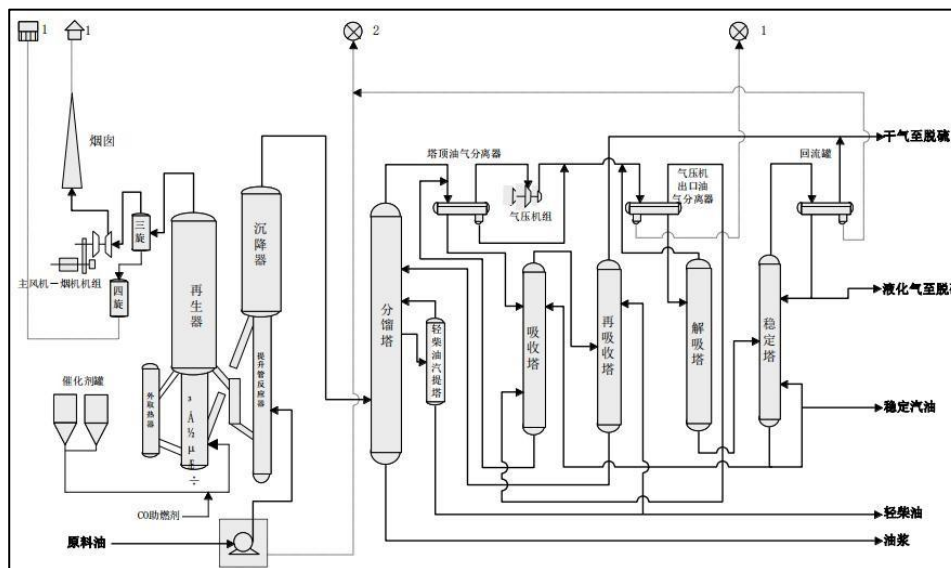 1
1
2
1
烟囱
三旋
主风机－烟机机组
四旋
再生器
沉降器
提升管反应器
外取热器
催化剂罐
³ Á½µ E ÷
CO助燃剂
原料油
塔顶油气分离器
气压机组
气压机
出口油
气分离器
回流罐
分馏塔
轻柴油汽提塔
吸收塔
再吸收塔
解吸塔
稳定塔
干气至脱硫
液化气至脱
稳定汽油
轻柴油
油浆